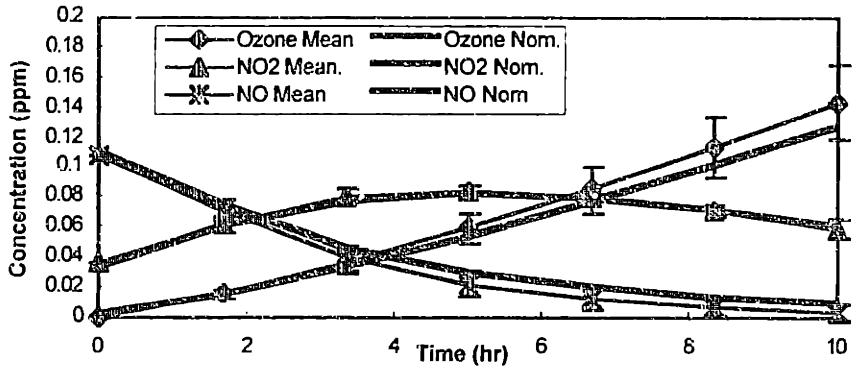 0.2
0.18
0.16
0.14
0.12
0.1
0.08
0.06
0.04
0.02
0
Concentration (ppm)
Ozone Mean Ozone Nom.
NO2 Mean. NO2 Nom.
NO Mean NO Nom
0 2 4 6 8 10
Time (hr)